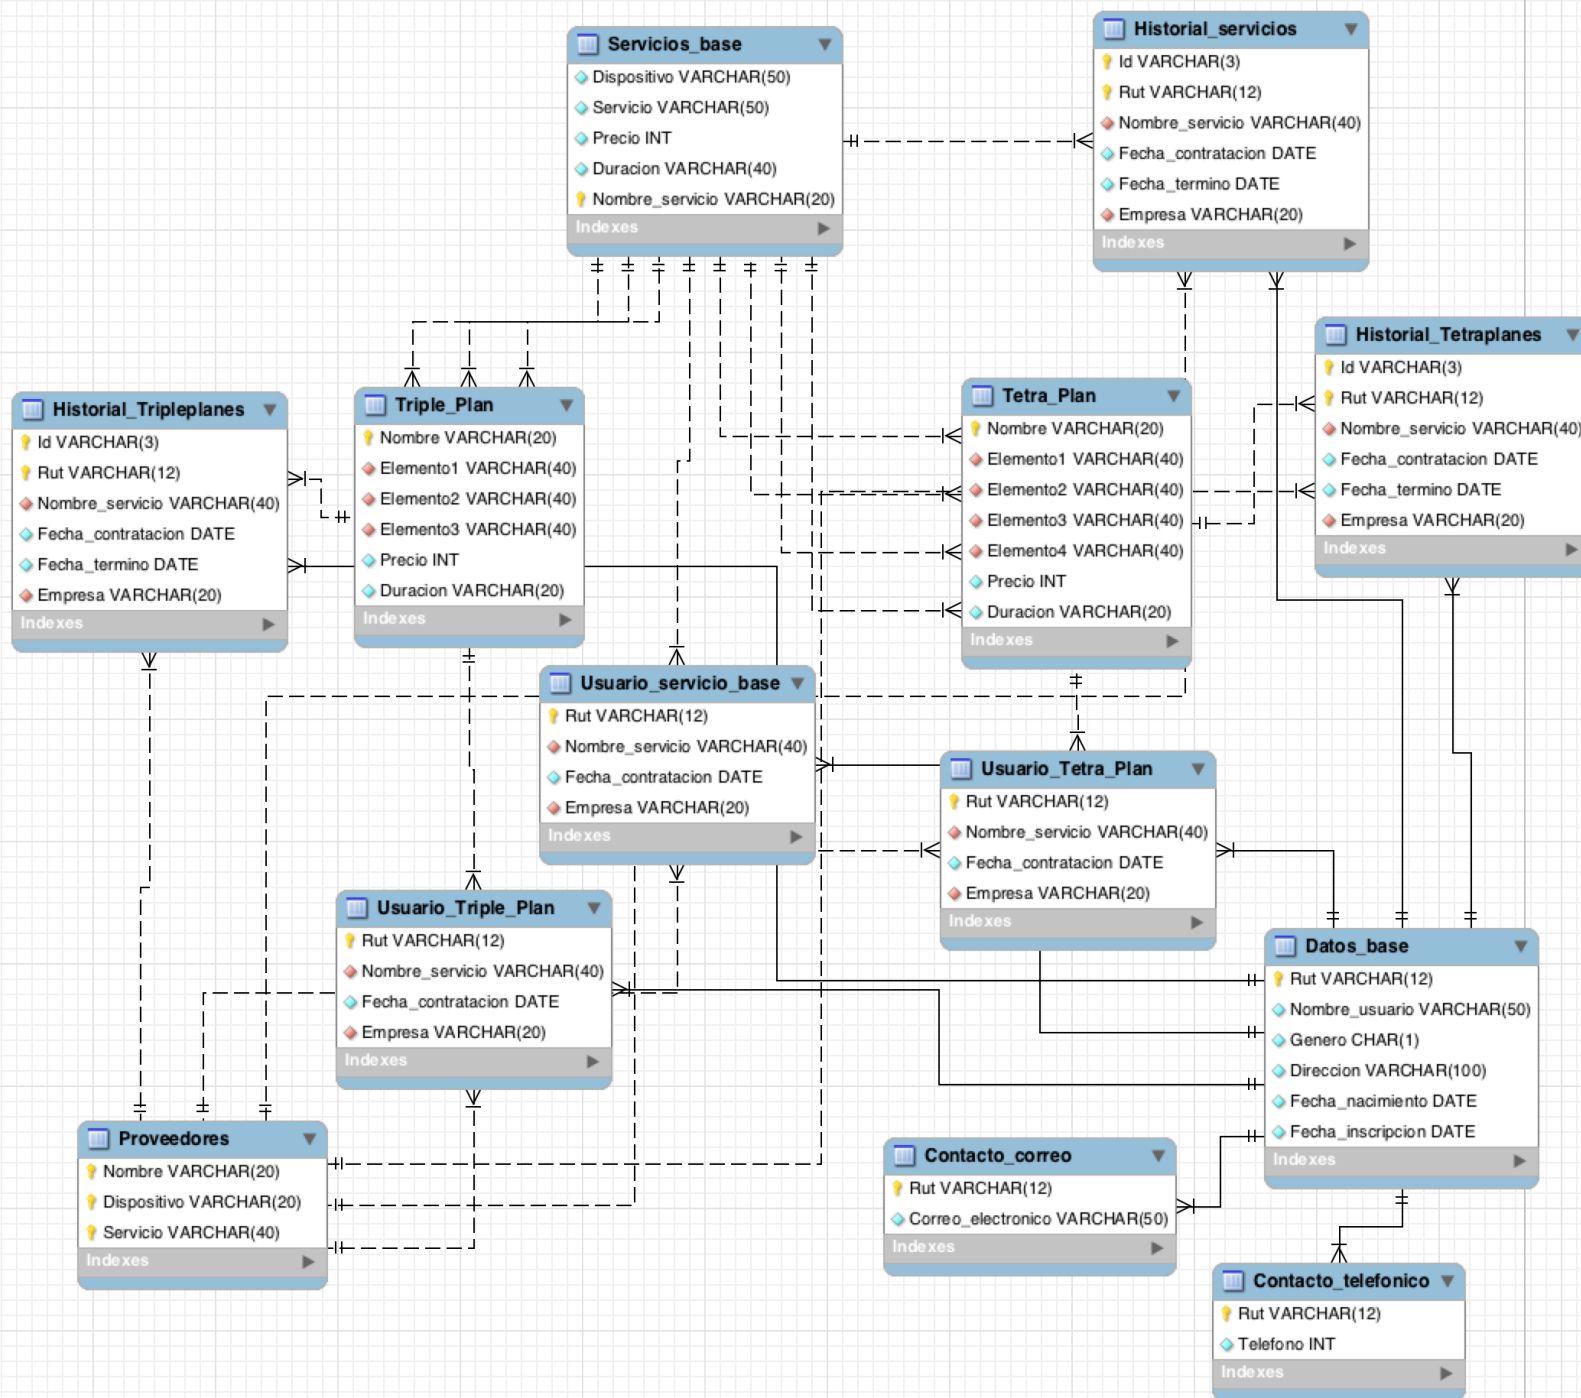 Servicios_base
Dispositivo VARCHAR(50)
Servicio VARCHAR(50)
Precio INT
Duracion VARCHAR(40)
Nombre_servicio VARCHAR(20)
Indexes
Historial_servicios
Id VARCHAR(3)
Rut VARCHAR(12)
Nombre_servicio VARCHAR(40)
Fecha_contratacion DATE
Fecha_termino DATE
Empresa VARCHAR(20)
Indexes
Historial_Tetraplanes
Id VARCHAR(3)
Rut VARCHAR(12)
Nombre_servicio VARCHAR(40)
Fecha_contratacion DATE
Fecha_termino DATE
Empresa VARCHAR(20)
Indexes
Historial_Tripleplanes
Id VARCHAR(3)
Rut VARCHAR(12)
Nombre_servicio VARCHAR(40)
Fecha_contratacion DATE
Fecha_termino DATE
Empresa VARCHAR(20)
Indexes
Triple_Plan
Nombre VARCHAR(20)
Elemento1 VARCHAR(40)
Elemento2 VARCHAR(40)
Elemento3 VARCHAR(40)
Precio INT
Duracion VARCHAR(20)
Indexes
Tetra_Plan
Nombre VARCHAR(20)
Elemento1 VARCHAR(40)
Elemento2 VARCHAR(40)
Elemento3 VARCHAR(40)
Elemento4 VARCHAR(40)
Precio INT
Duracion VARCHAR(20)
Indexes
Usuario_servicio_base
Rut VARCHAR(12)
Nombre_servicio VARCHAR(40)
Fecha_contratacion DATE
Empresa VARCHAR(20)
Indexes
Usuario_Tetra_Plan
Rut VARCHAR(12)
Nombre_servicio VARCHAR(40)
Fecha_contratacion DATE
Empresa VARCHAR(20)
Indexes
Usuario_Triple_Plan
Rut VARCHAR(12)
Nombre_servicio VARCHAR(40)
Fecha_contratacion DATE
Empresa VARCHAR(20)
Indexes
Datos_base
Rut VARCHAR(12)
Nombre_usuario VARCHAR(50)
Genero CHAR(1)
Direccion VARCHAR(100)
Fecha_nacimiento DATE
Fecha_inscripcion DATE
Indexes
Proveedores
Nombre VARCHAR(20)
Dispositivo VARCHAR(20)
Servicio VARCHAR(40)
Indexes
Contacto_correo
Rut VARCHAR(12)
Correo_electronico VARCHAR(50)
Indexes
Contacto_telefonico
Rut VARCHAR(12)
Telefono INT
Indexes